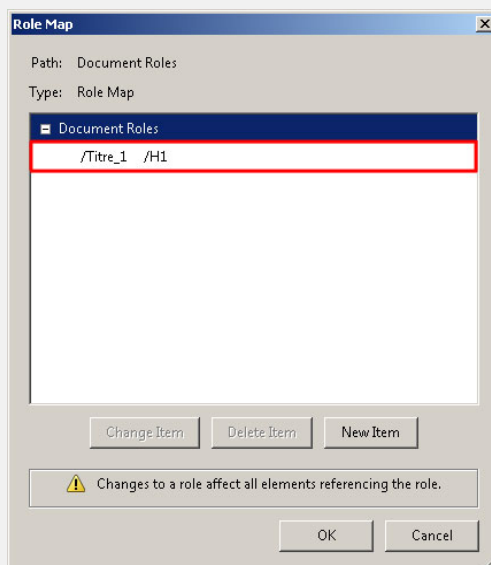 Role Map
Path: Document Roles
Type: Role Map
Document Roles
/Titre_1 /H1
Change Item Delete Item New Item
Changes to a role affect all elements referencing the role.
OK Cancel